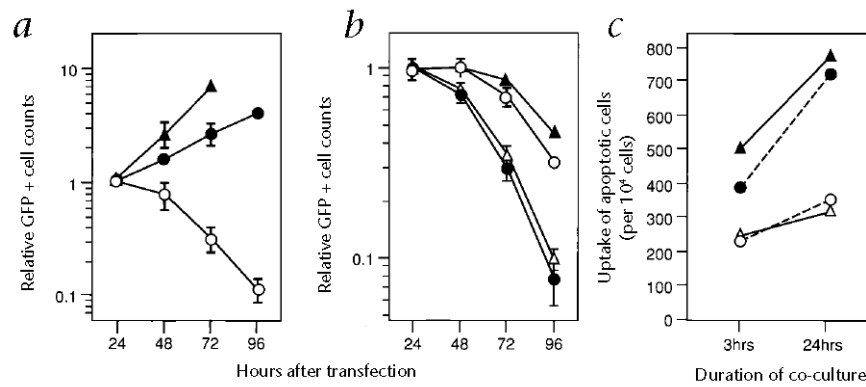 a
b
c
Relative GFP + cell counts
10
1
0.1
24
48
72
96
Relative GFP + cell counts
1
0.1
24
48
72
96
Hours after transfection
Uptake of apoptotic cells
(per 10⁴ cells)
800
700
600
500
400
300
200
100
0
3hrs
24hrs
Duration of co-culture